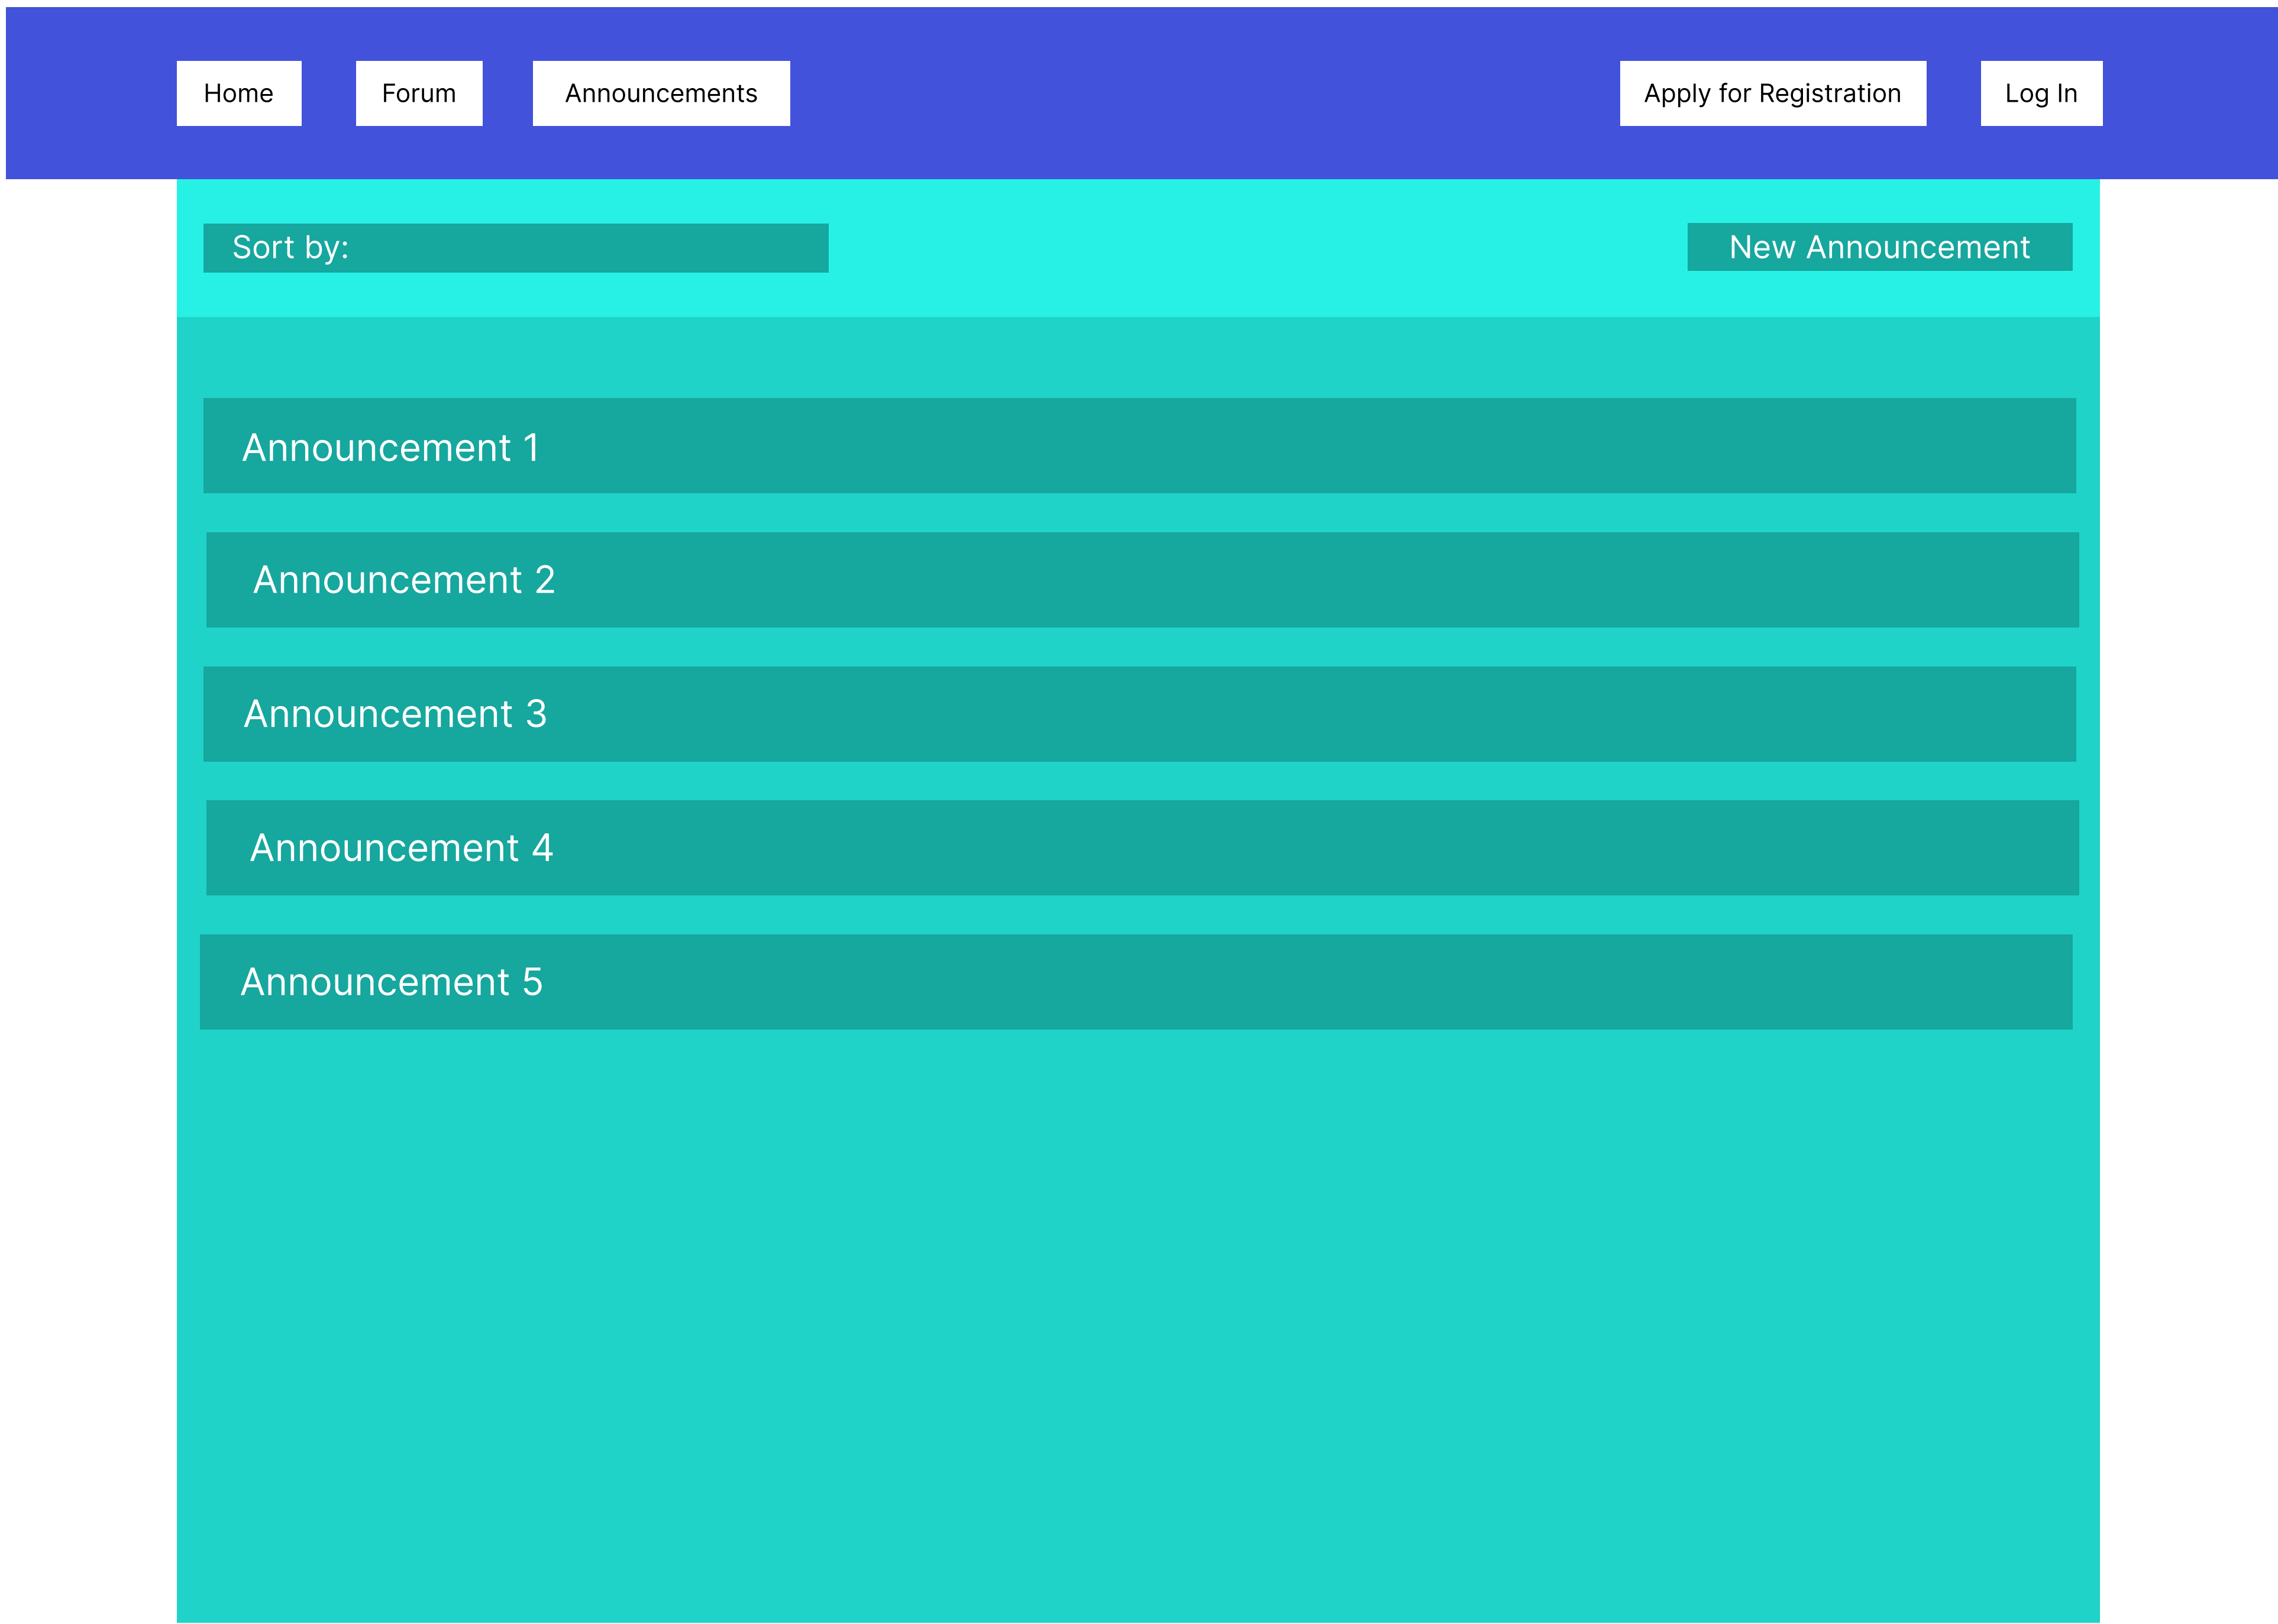 Home Forum Announcements Apply for Registration Log In
Sort by: New Announcement
Announcement 1
Announcement 2
Announcement 3
Announcement 4
Announcement 5